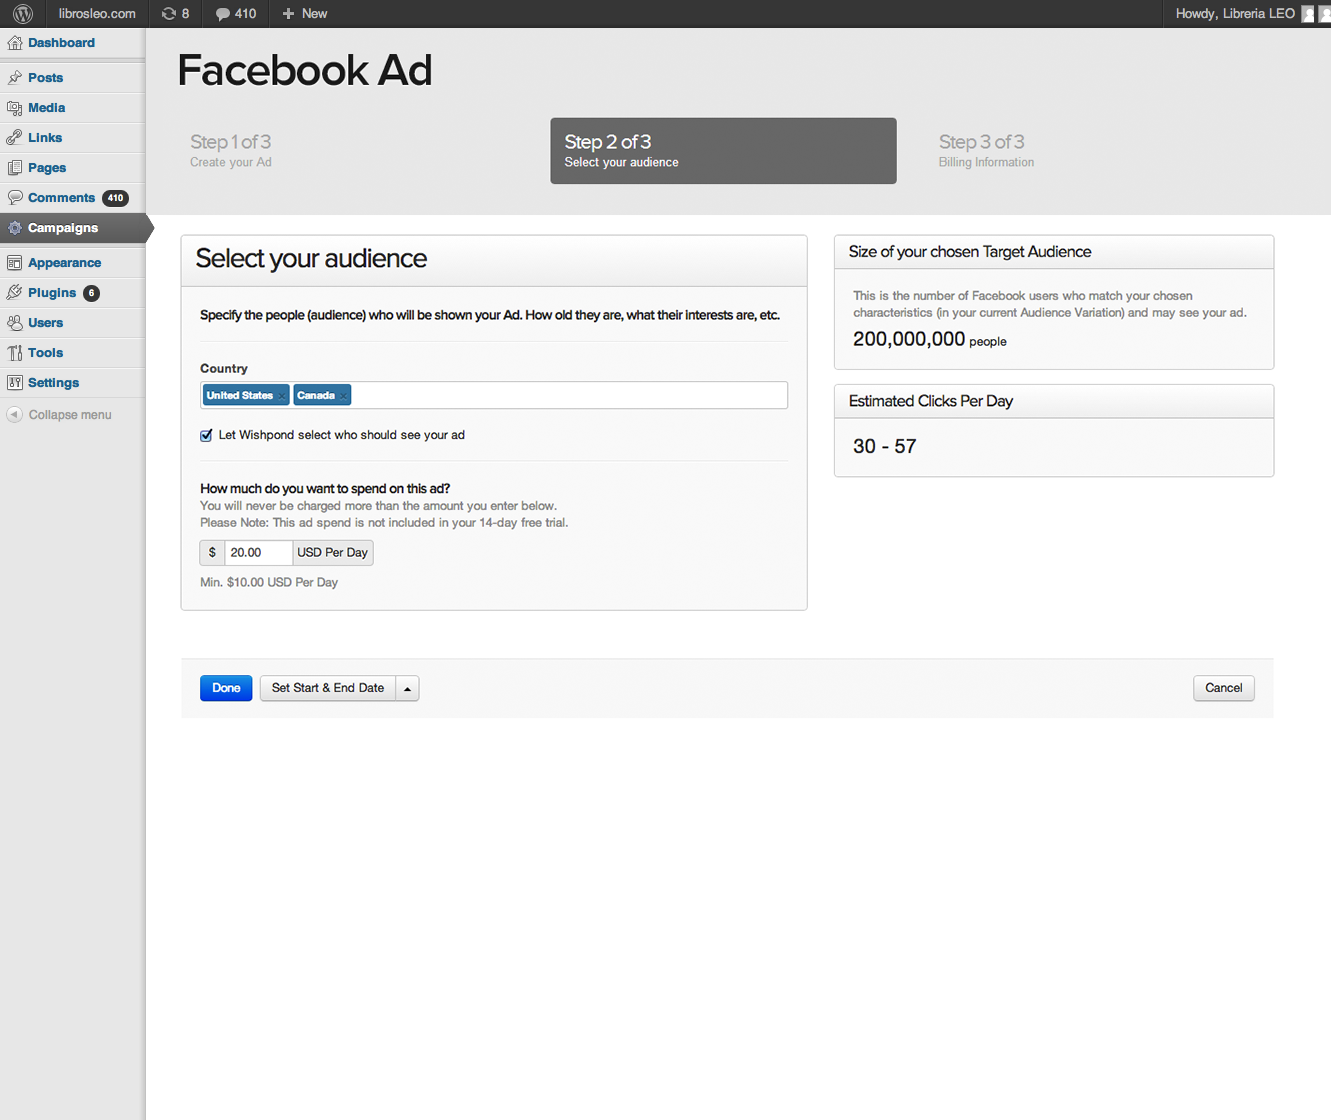 librosleo.com 8 410 + New Howdy, Libreria LEO
Dashboard
Posts
Media
Links
Pages
Comments 410
Campaigns
Appearance
Plugins 6
Users
Tools
Settings
Collapse menu
Facebook Ad
Step 1 of 3
Create your Ad
Step 2 of 3
Select your audience
Step 3 of 3
Billing Information
Select your audience
Specify the people (audience) who will be shown your Ad. How old they are, what their interests are, etc.
Country
United States × Canada ×
Let Wishpond select who should see your ad
How much do you want to spend on this ad?
You will never be charged more than the amount you enter below.
Please Note: This ad spend is not included in your 14-day free trial.
$ 20.00 USD Per Day
Min. $10.00 USD Per Day
Size of your chosen Target Audience
This is the number of Facebook users who match your chosen
characteristics (in your current Audience Variation) and may see your ad.
200,000,000 people
Estimated Clicks Per Day
30 - 57
Done Set Start & End Date Cancel